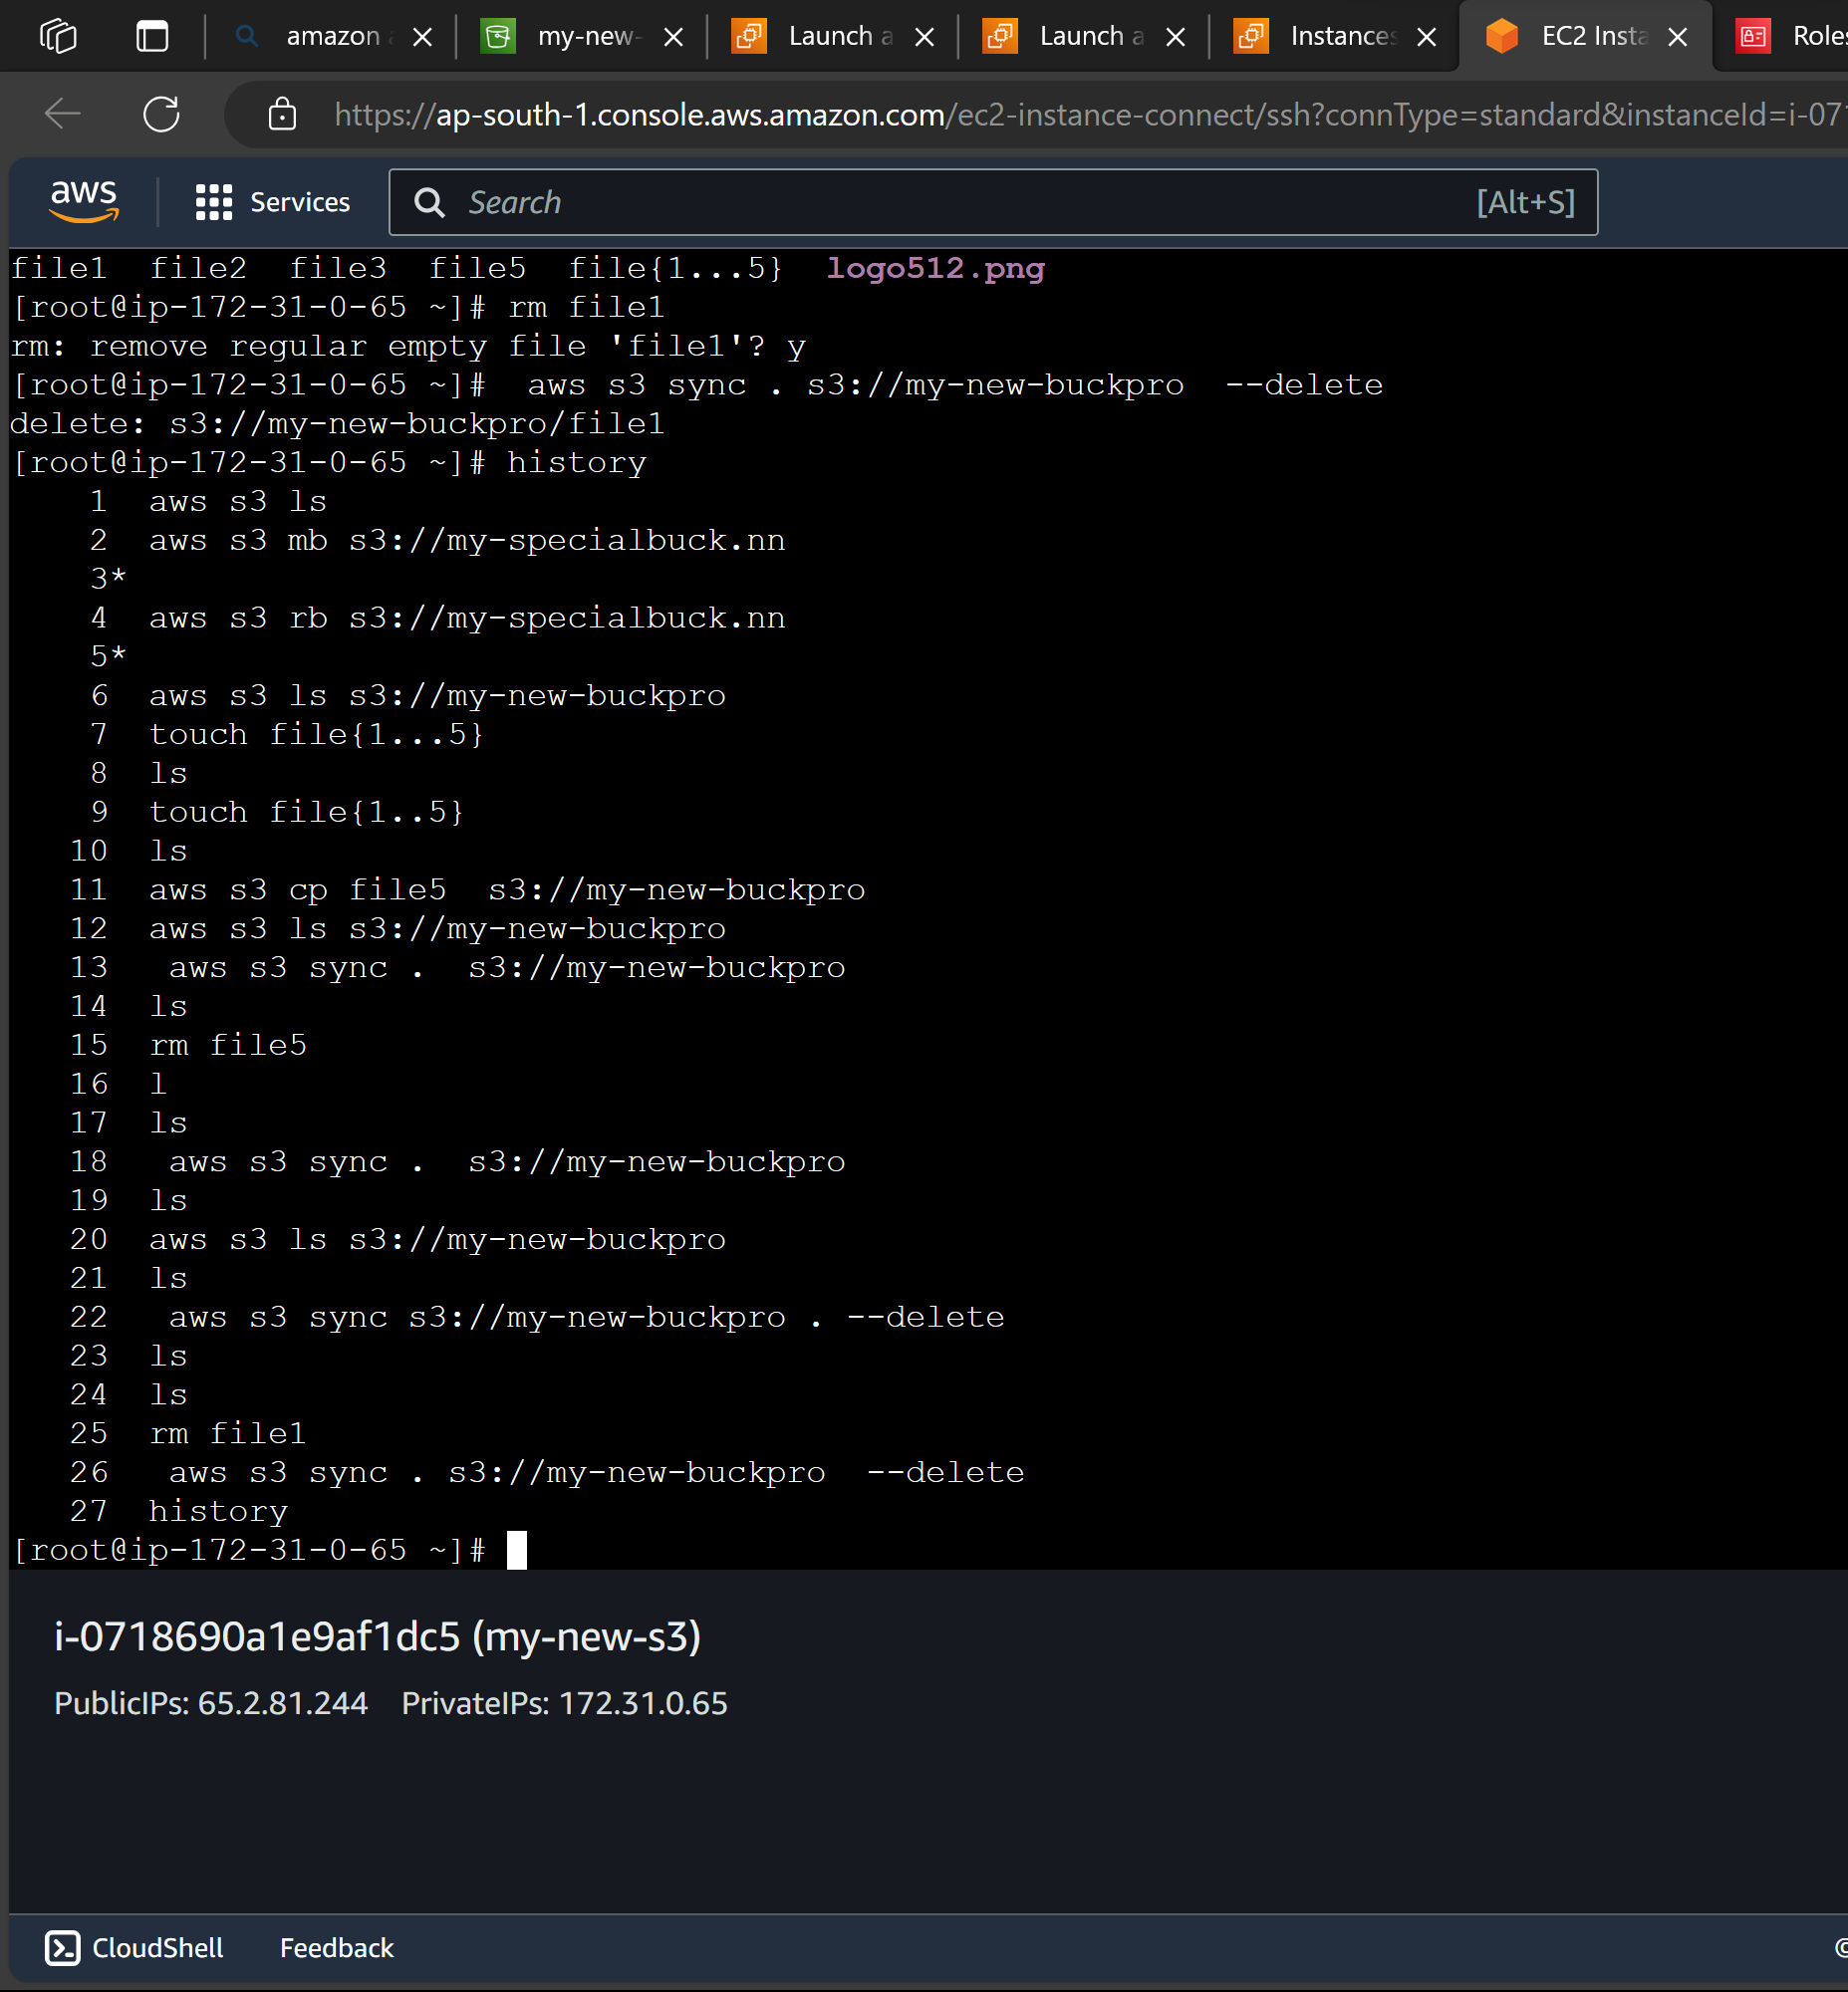 amazon a
my-new-
Launch a
Launch a
Instances
EC2 Insta
Roles
https://ap-south-1.console.aws.amazon.com/ec2-instance-connect/ssh?connType=standard&instanceId=i-071
aws
Services
Search
[Alt+S]
file1  file2  file3  file5  file{1...5}  logo512.png
[root@ip-172-31-0-65 ~]# rm file1
rm: remove regular empty file 'file1'? y
[root@ip-172-31-0-65 ~]#  aws s3 sync . s3://my-new-buckpro  --delete
delete: s3://my-new-buckpro/file1
[root@ip-172-31-0-65 ~]# history
    1  aws s3 ls
    2  aws s3 mb s3://my-specialbuck.nn
    3*
    4  aws s3 rb s3://my-specialbuck.nn
    5*
    6  aws s3 ls s3://my-new-buckpro
    7  touch file{1...5}
    8  ls
    9  touch file{1..5}
   10  ls
   11  aws s3 cp file5  s3://my-new-buckpro
   12  aws s3 ls s3://my-new-buckpro
   13   aws s3 sync .  s3://my-new-buckpro
   14  ls
   15  rm file5
   16  l
   17  ls
   18   aws s3 sync .  s3://my-new-buckpro
   19  ls
   20  aws s3 ls s3://my-new-buckpro
   21  ls
   22   aws s3 sync s3://my-new-buckpro . --delete
   23  ls
   24  ls
   25  rm file1
   26   aws s3 sync . s3://my-new-buckpro  --delete
   27  history
[root@ip-172-31-0-65 ~]#
i-0718690a1e9af1dc5 (my-new-s3)
PublicIPs: 65.2.81.244 PrivateIPs: 172.31.0.65
CloudShell
Feedback
©